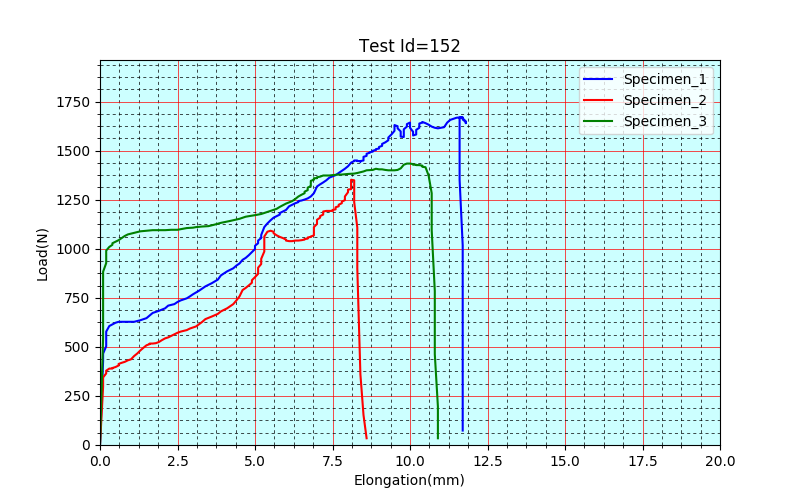 Test Id=152
Specimen_1
Specimen_2
Specimen_3
Load(N)
1750
1500
1250
1000
750
500
250
0
0.0 2.5 5.0 7.5 10.0 12.5 15.0 17.5 20.0
Elongation(mm)